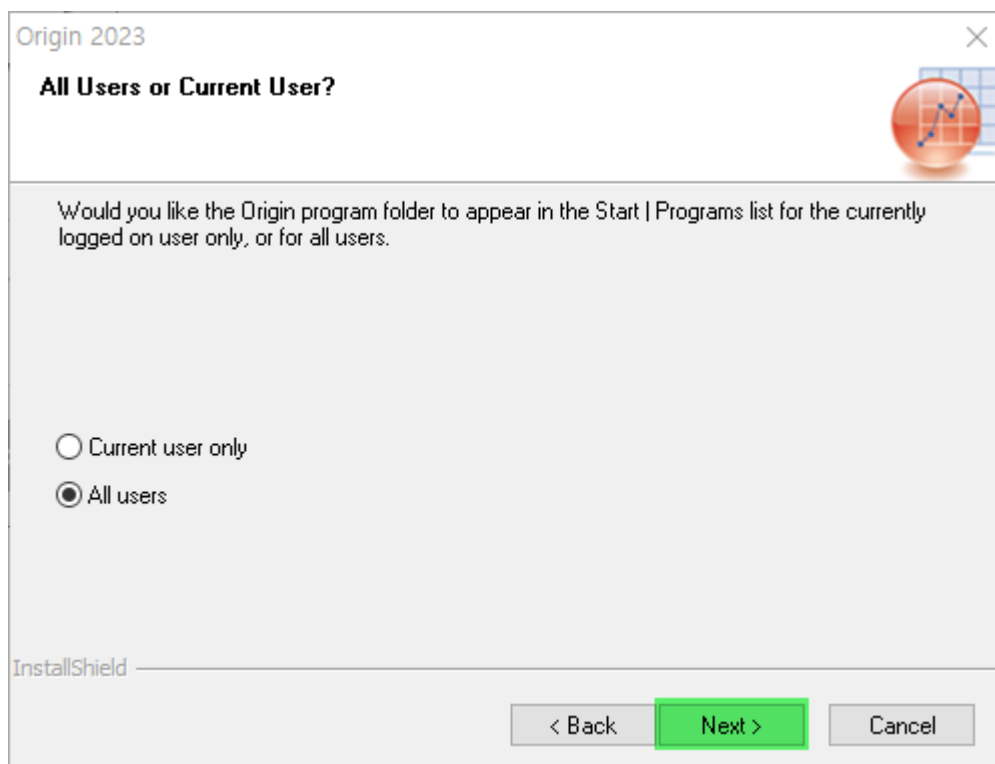 Origin 2023
All Users or Current User?
Would you like the Origin program folder to appear in the Start | Programs list for the currently
logged on user only, or for all users.
Current user only
All users
InstallShield
< Back
Next >
Cancel